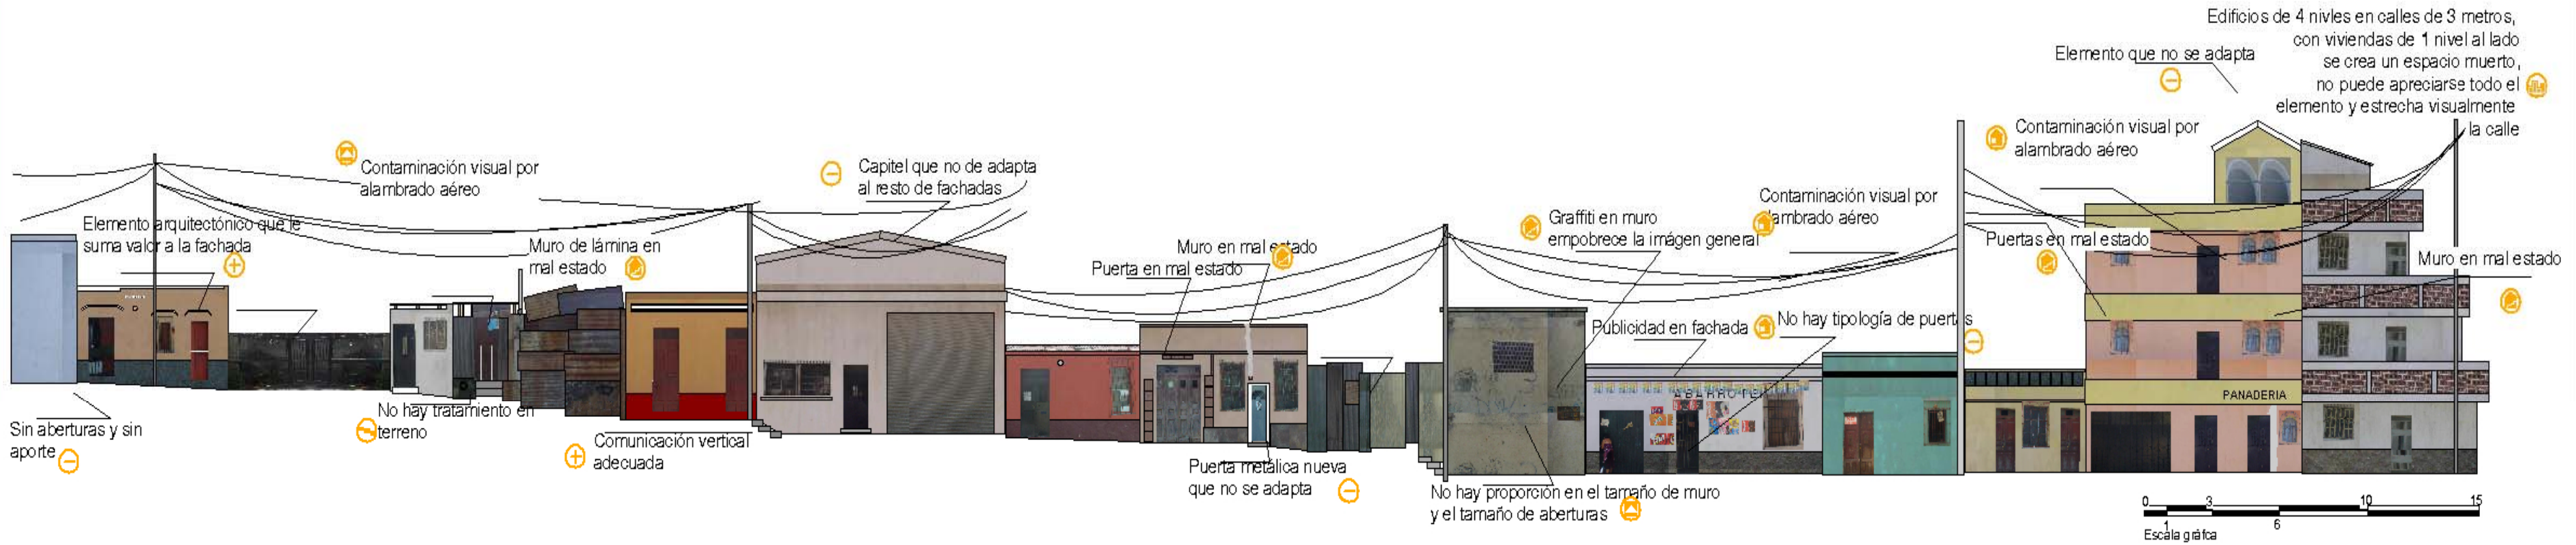 Edificios de 4 nivles en calles de 3 metros,
con viviendas de 1 nivel al lado
se crea un espacio muerto,
no puede apreciarse todo el
elemento y estrecha visualmente
la calle
Elemento que no se adapta
Contaminación visual por
alambrado aéreo
Contaminación visual por
alambrado aéreo
Capitel que no de adapta
al resto de fachadas
Contaminación visual por
alambrado aéreo
Graffiti en muro
empobrece la imágen general
Elemento arquitectónico que le
suma valor a la fachada
Muro de lámina en
mal estado
Muro en mal estado
Puerta en mal estado
Puertas en mal estado
Muro en mal estado
Publicidad en fachada
No hay tipología de puertas
PANADERIA
Sin aberturas y sin
aporte
No hay tratamiento en
terreno
Comunicación vertical
adecuada
Puerta metálica nueva
que no se adapta
No hay proporción en el tamaño de muro
y el tamaño de aberturas
0 3 10 15
1 6
Escala gráfca